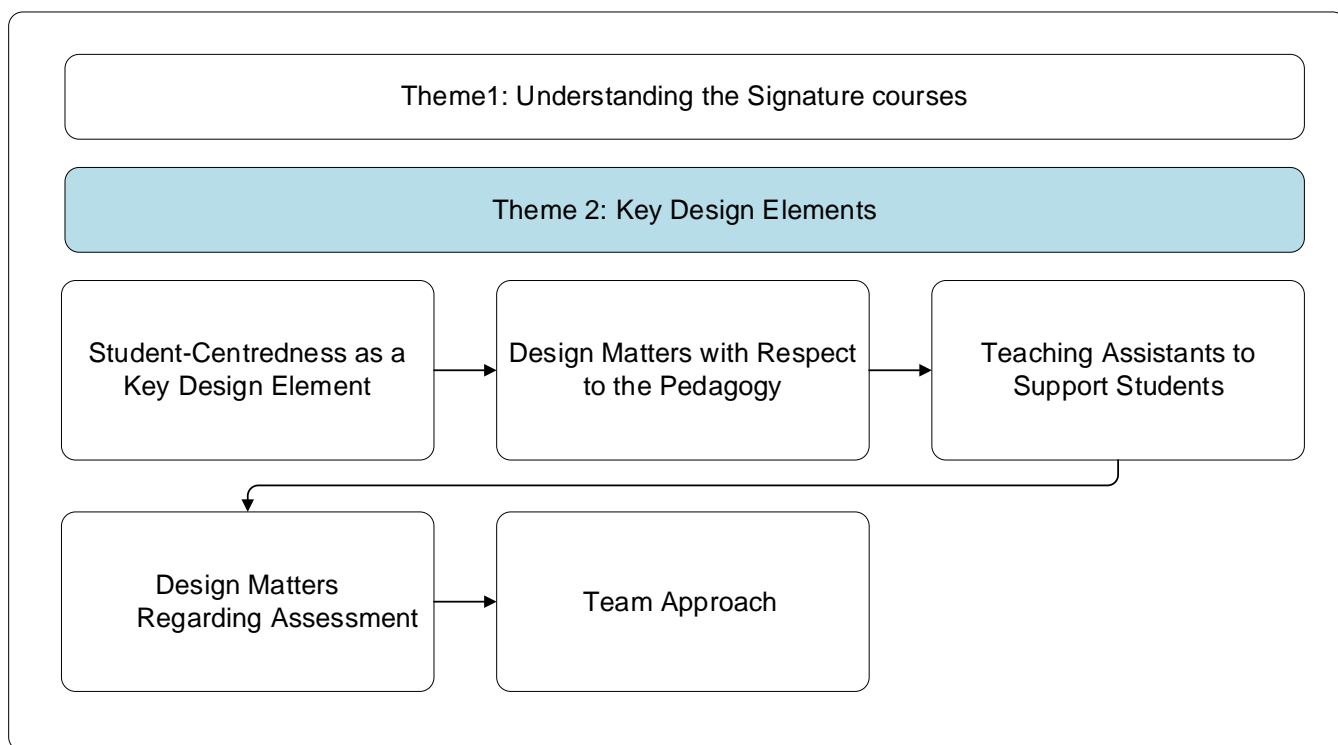 Theme1: Understanding the Signature courses
Theme 2: Key Design Elements
Student-Centredness as a
Key Design Element
Design Matters with Respect
to the Pedagogy
Teaching Assistants to
Support Students
Design Matters
Regarding Assessment
Team Approach